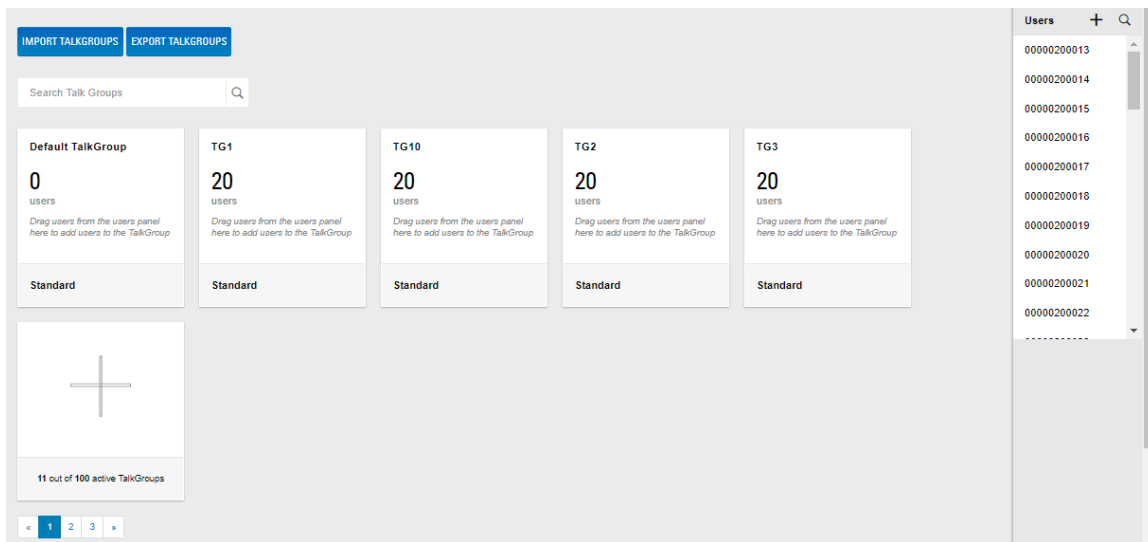 IMPORT TALKGROUPS
EXPORT TALKGROUPS
Search Talk Groups
Default TalkGroup
0
users
Drag users from the users panel
here to add users to the TalkGroup
Standard
TG1
20
users
Drag users from the users panel
here to add users to the TalkGroup
Standard
TG10
20
users
Drag users from the users panel
here to add users to the TalkGroup
Standard
TG2
20
users
Drag users from the users panel
here to add users to the TalkGroup
Standard
TG3
20
users
Drag users from the users panel
here to add users to the TalkGroup
Standard
11 out of 100 active TalkGroups
« 1 2 3 »
Users
00000200013
00000200014
00000200015
00000200016
00000200017
00000200018
00000200019
00000200020
00000200021
00000200022